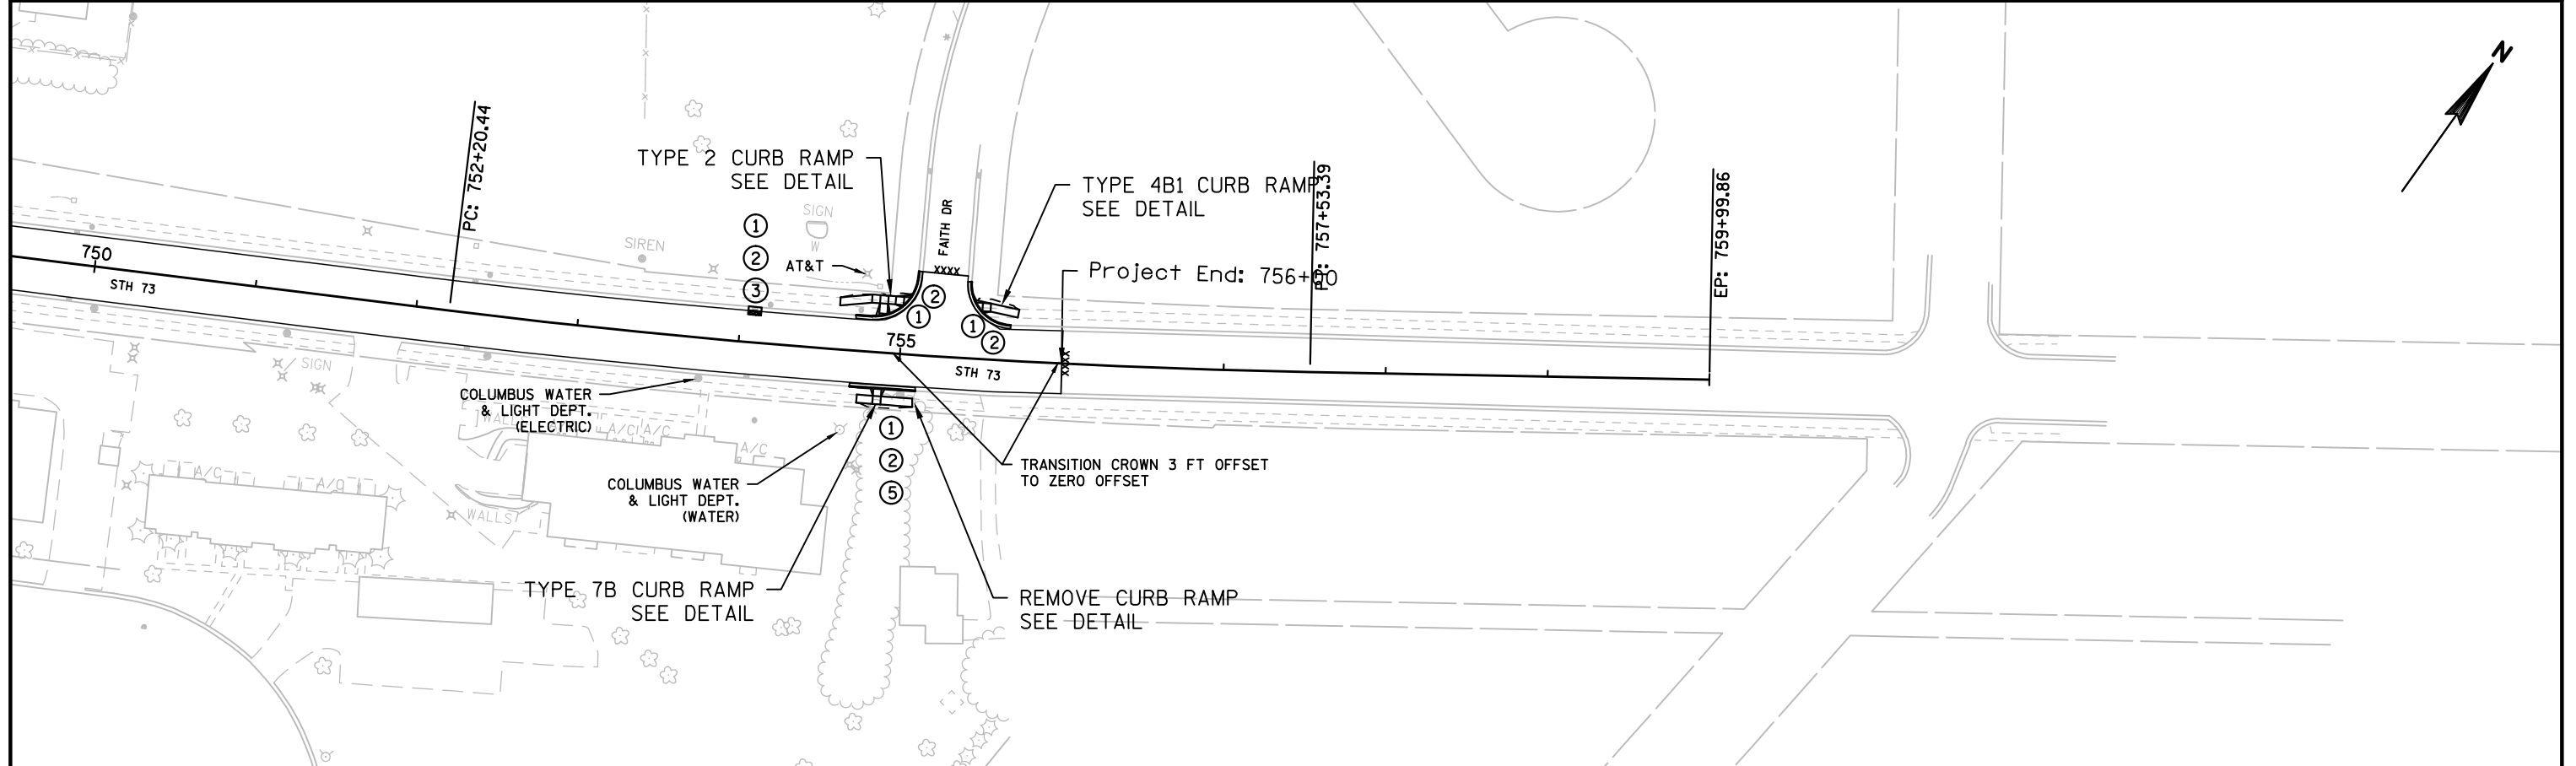 N
PC: 752+20.44
TYPE 2 CURB RAMP
SEE DETAIL
TYPE 4B1 CURB RAMP
SEE DETAIL
PT: 757+53.39
EP: 759+99.86
FAITH DR
SIGN
W
SIREN
AT&T
1
2
3
XXXX
Project End: 756+00
750
STH 73
2
1
1
2
755
STH 73
XXXX
SIGN
COLUMBUS WATER
& LIGHT DEPT.
(ELECTRIC)
WALL
A/C
A/C
A/C
1
2
5
TRANSITION CROWN 3 FT OFFSET
TO ZERO OFFSET
A/C
A/C
COLUMBUS WATER
& LIGHT DEPT.
(WATER)
WALLS
TYPE 7B CURB RAMP
SEE DETAIL
REMOVE CURB RAMP
SEE DETAIL